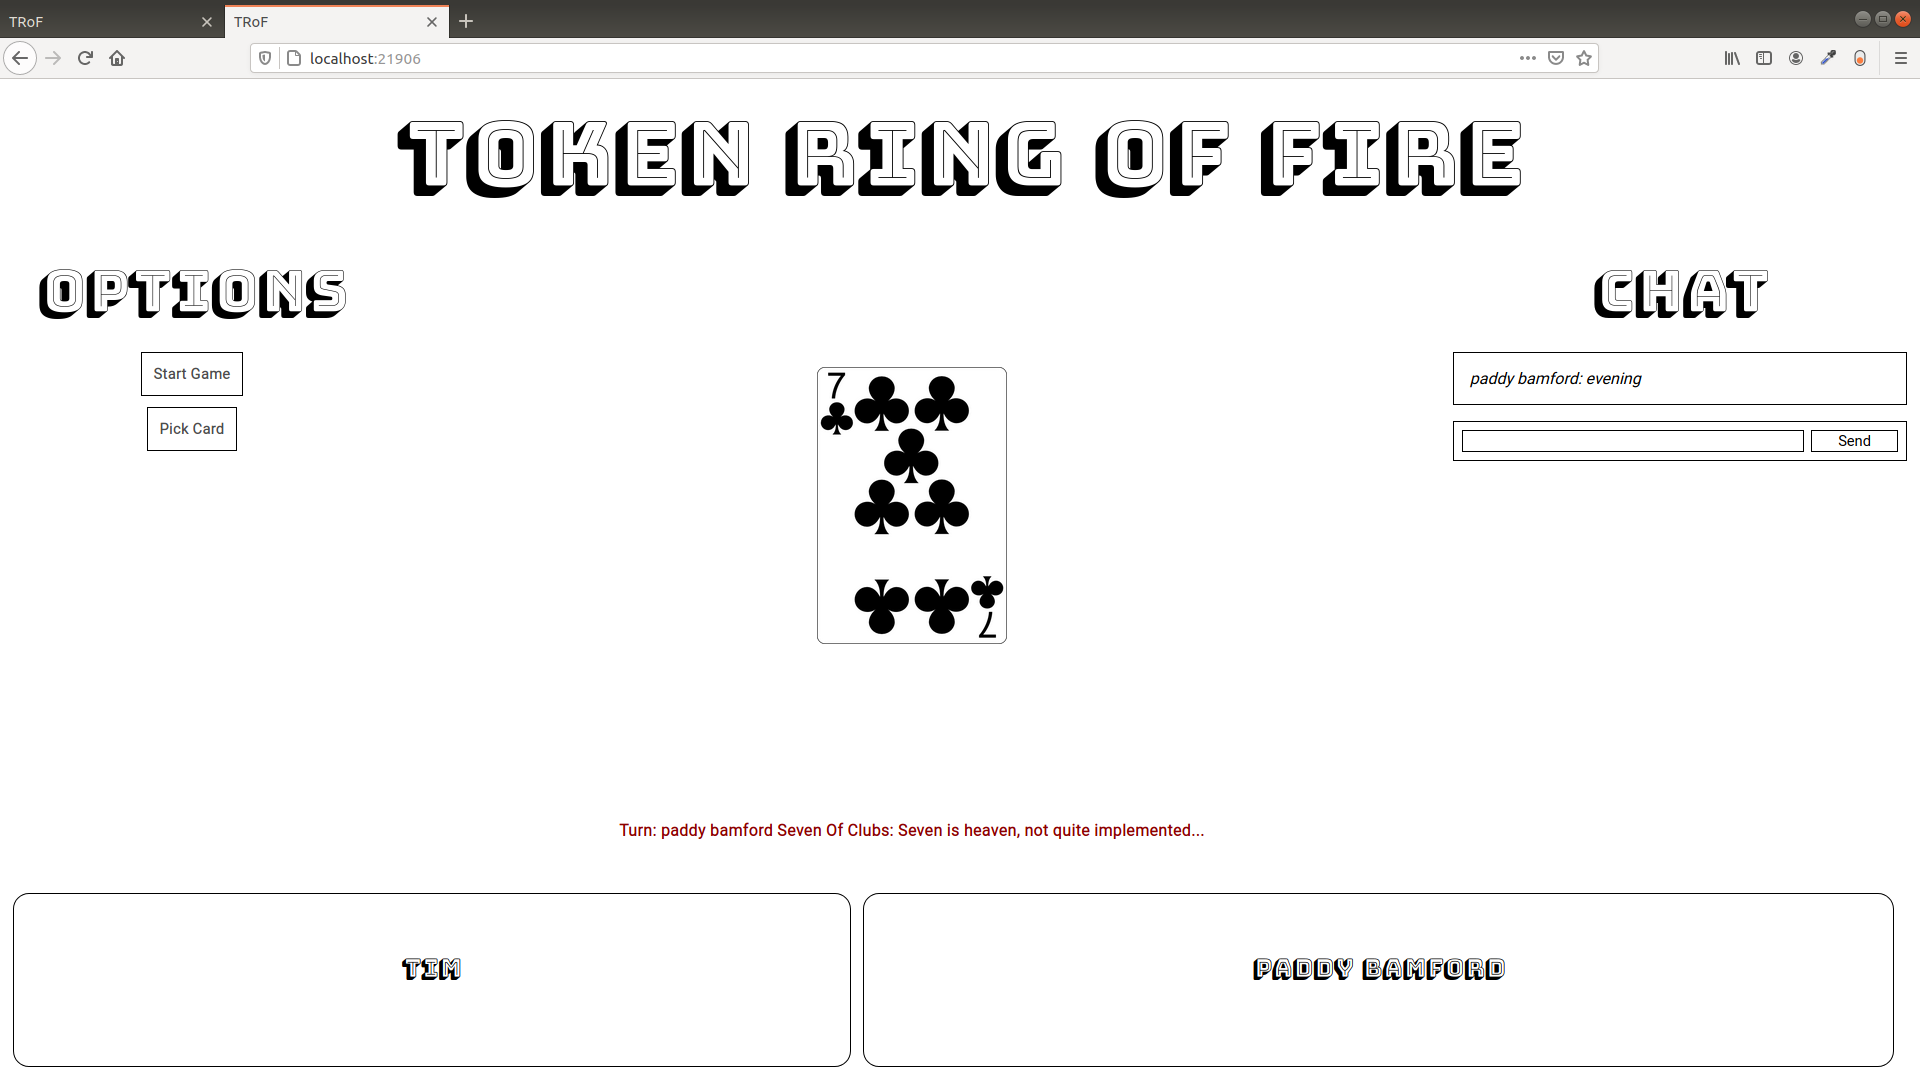 TRoF
TRoF
localhost:21906
TOKEN RING OF FIRE
OPTIONS
CHAT
Start Game
Pick Card
7
7
paddy bamford: evening
Send
Turn: paddy bamford Seven Of Clubs: Seven is heaven, not quite implemented...
TIM
PADDY BAMFORD